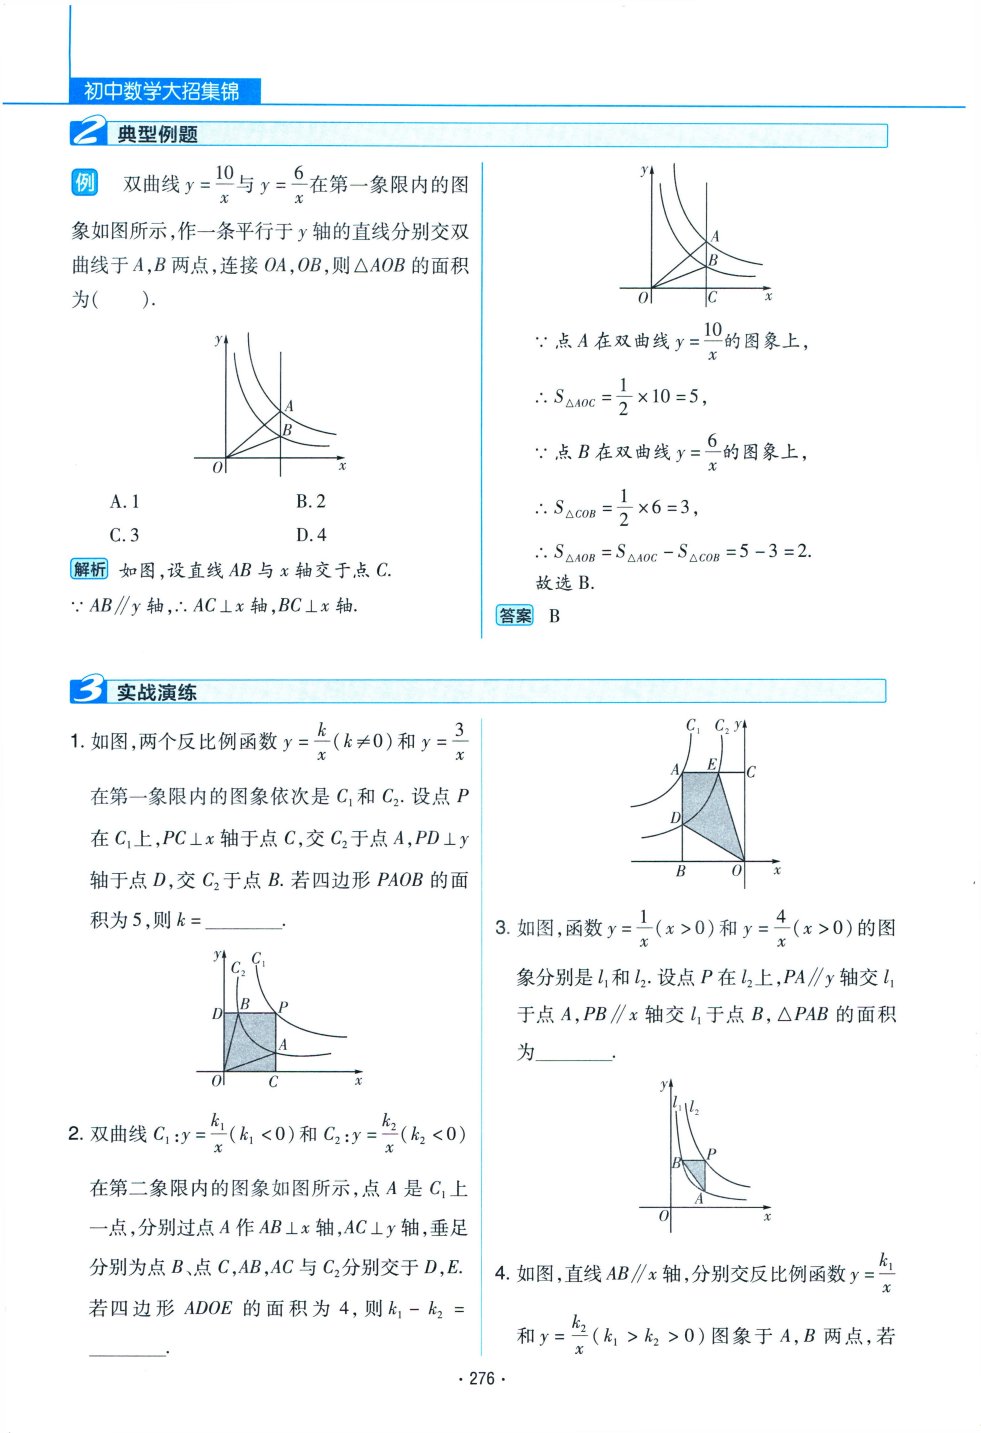 初中数学大招集锦
2 典型例题
例 双曲线 y = 10/x 与 y = 6/x 在第一象限内的图
象如图所示,作一条平行于 y 轴的直线分别交双
曲线于 A,B 两点,连接 OA,OB,则△AOB 的面积
为(  ).
y
A
B
O
x
A. 1  B. 2
C. 3  D. 4
解析 如图,设直线 AB 与 x 轴交于点 C.
∵ AB∥y 轴,∴ AC⊥x 轴,BC⊥x 轴.
y
A
B
O
C
x
∵ 点 A 在双曲线 y = 10/x 的图象上,
∴ S△AOC = 1/2 × 10 = 5,
∵ 点 B 在双曲线 y = 6/x 的图象上,
∴ S△COB = 1/2 × 6 = 3,
∴ S△AOB = S△AOC - S△COB = 5 - 3 = 2.
故选 B.
答案 B
3 实战演练
1. 如图,两个反比例函数 y = k/x (k≠0) 和 y = 3/x
在第一象限内的图象依次是 C₁ 和 C₂. 设点 P
在 C₁ 上,PC⊥x 轴于点 C,交 C₂ 于点 A,PD⊥y
轴于点 D,交 C₂ 于点 B. 若四边形 PAOB 的面
积为 5,则 k = ________.
y
C₂
C₁
D
B
P
A
O
C
x
2. 双曲线 C₁:y = k₁/x (k₁ < 0) 和 C₂:y = k₂/x (k₂ < 0)
在第二象限内的图象如图所示,点 A 是 C₁ 上
一点,分别过点 A 作 AB⊥x 轴,AC⊥y 轴,垂足
分别为点 B、点 C,AB,AC 与 C₂ 分别交于 D,E.
若四边形 ADOE 的面积为 4,则 k₁ - k₂ =
________.
C₁
C₂
y
A
E
C
D
B
O
x
3. 如图,函数 y = 1/x (x > 0) 和 y = 4/x (x > 0) 的图
象分别是 l₁ 和 l₂. 设点 P 在 l₂ 上,PA∥y 轴交 l₁
于点 A,PB∥x 轴交 l₁ 于点 B,△PAB 的面积
为________.
y
l₁
l₂
B
P
A
O
x
4. 如图,直线 AB∥x 轴,分别交反比例函数 y = k₁/x
和 y = k₂/x (k₁ > k₂ > 0) 图象于 A,B 两点,若
· 276 ·